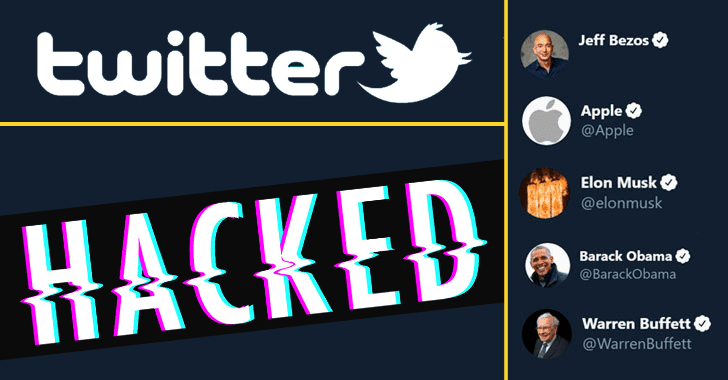 twitter
HACKED
Jeff Bezos
Apple
@Apple
Elon Musk
@elonmusk
Barack Obama
@BarackObama
Warren Buffett
@WarrenBuffett